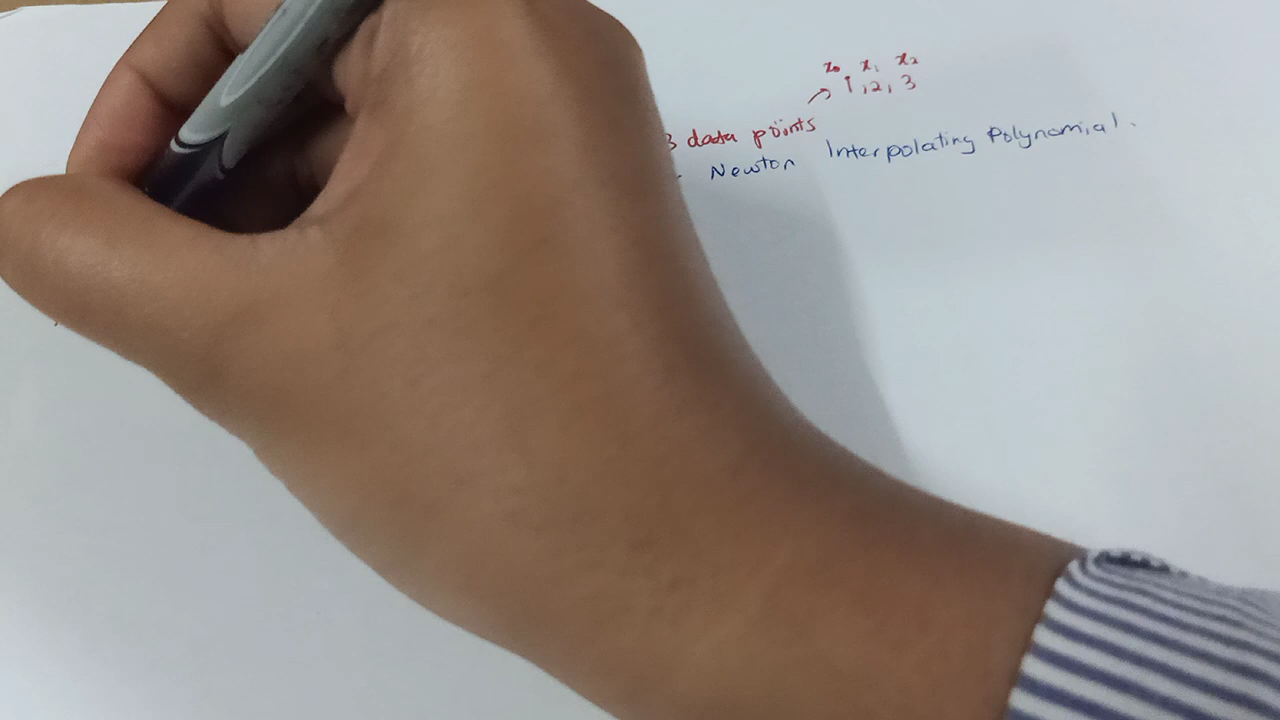 x₀ x₁ x₂
1, 2, 3
3 data points
Newton Interpolating Polynomial.